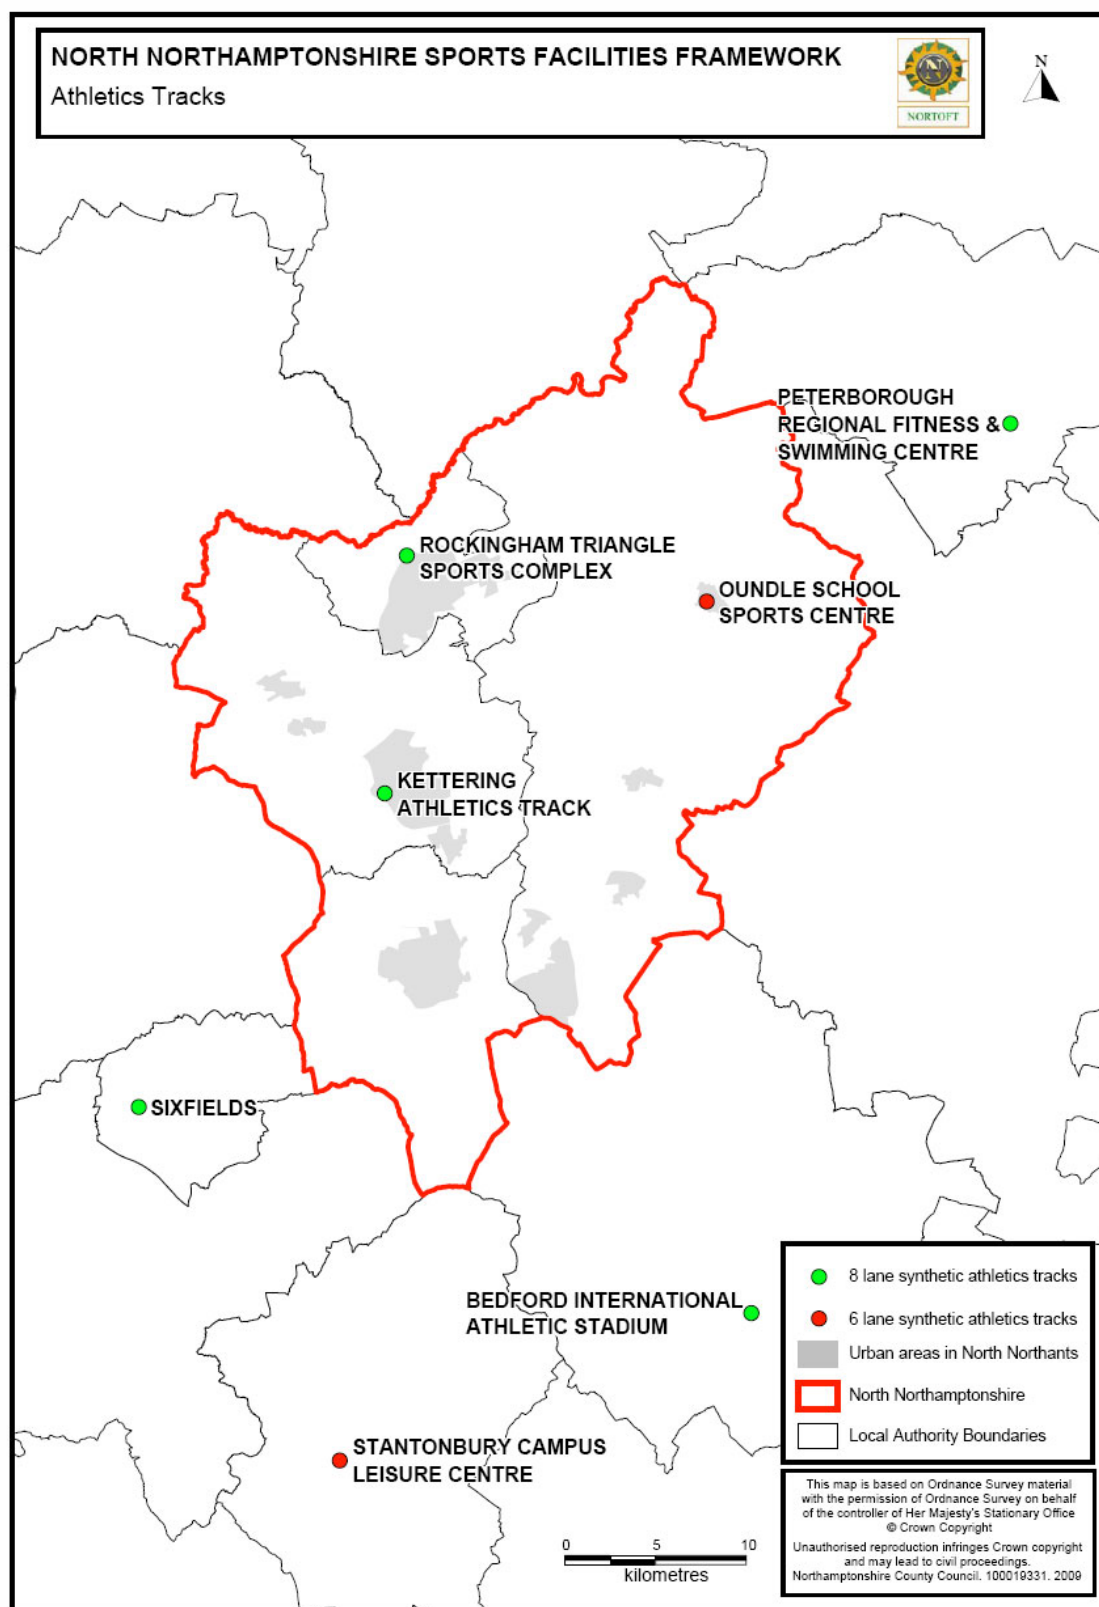 NORTH NORTHAMPTONSHIRE SPORTS FACILITIES FRAMEWORK
Athletics Tracks
N
NORTOFT
N
PETERBOROUGH
REGIONAL FITNESS &
SWIMMING CENTRE
ROCKINGHAM TRIANGLE
SPORTS COMPLEX
OUNDLE SCHOOL
SPORTS CENTRE
KETTERING
ATHLETICS TRACK
SIXFIELDS
BEDFORD INTERNATIONAL
ATHLETIC STADIUM
STANTONBURY CAMPUS
LEISURE CENTRE
8 lane synthetic athletics tracks
6 lane synthetic athletics tracks
Urban areas in North Northants
North Northamptonshire
Local Authority Boundaries
0 5 10
kilometres
This map is based on Ordnance Survey material
with the permission of Ordnance Survey on behalf
of the controller of Her Majesty's Stationary Office
© Crown Copyright
Unauthorised reproduction infringes Crown copyright
and may lead to civil proceedings.
Northamptonshire County Council. 100019331. 2009